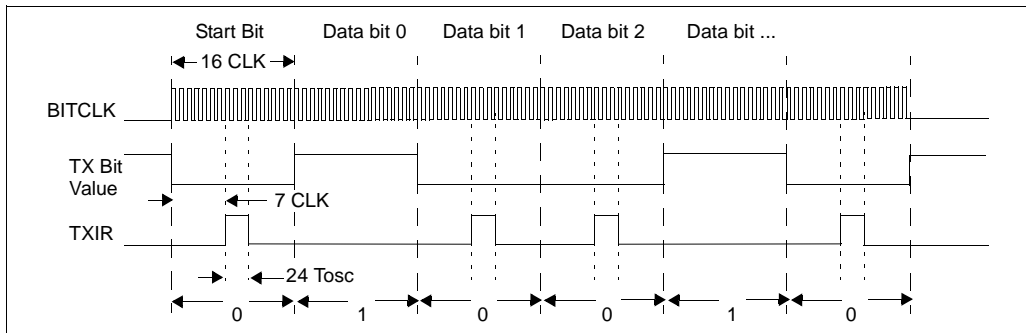 Start Bit Data bit 0 Data bit 1 Data bit 2 Data bit ...
16 CLK
BITCLK
TX Bit
Value
7 CLK
TXIR
24 Tosc
0 1 0 0 1 0